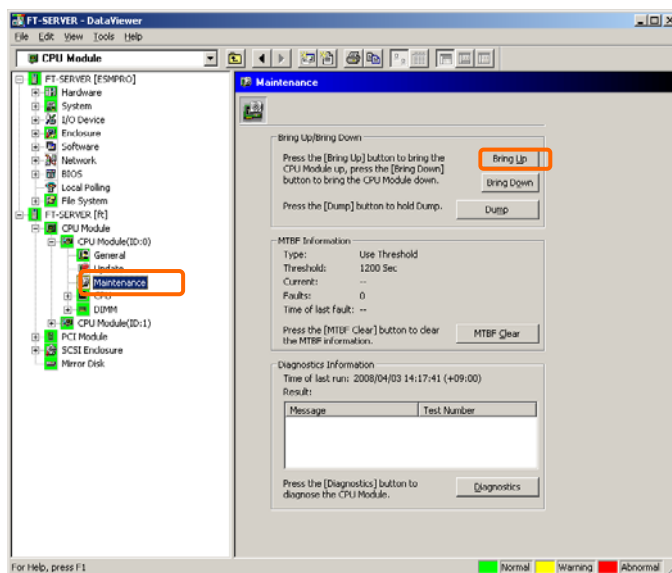 FT-SERVER - DataViewer
File Edit View Tools Help
CPU Module
FT-SERVER [ESMPRO]
Hardware
System
I/O Device
Enclosure
Software
Network
BIOS
Local Polling
File System
FT-SERVER [ft]
CPU Module
CPU Module(ID:0)
General
Update
Maintenance
CPU
DIMM
CPU Module(ID:1)
PCI Module
SCSI Enclosure
Mirror Disk
Maintenance
Bring Up/Bring Down
Press the [Bring Up] button to bring the
CPU Module up, press the [Bring Down]
button to bring the CPU Module down.
Bring Up
Bring Down
Press the [Dump] button to hold Dump.
Dump
MTBF Information
Type: Use Threshold
Threshold: 1200 Sec
Current: --
Faults: 0
Time of last fault: --
Press the [MTBF Clear] button to clear
the MTBF information.
MTBF Clear
Diagnostics Information
Time of last run: 2008/04/03 14:17:41 (+09:00)
Result:
Message Test Number
Press the [Diagnostics] button to
diagnose the CPU Module.
Diagnostics
For Help, press F1
Normal Warning Abnormal